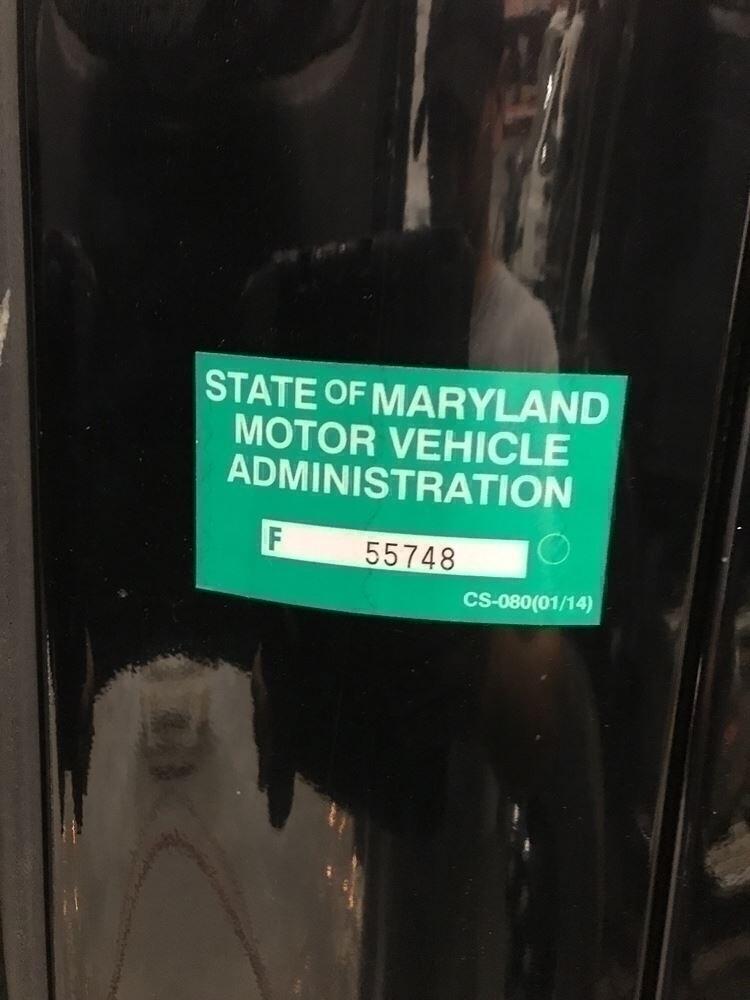 STATE OF MARYLAND
MOTOR VEHICLE
ADMINISTRATION
F 55748
CS-080(01/14)